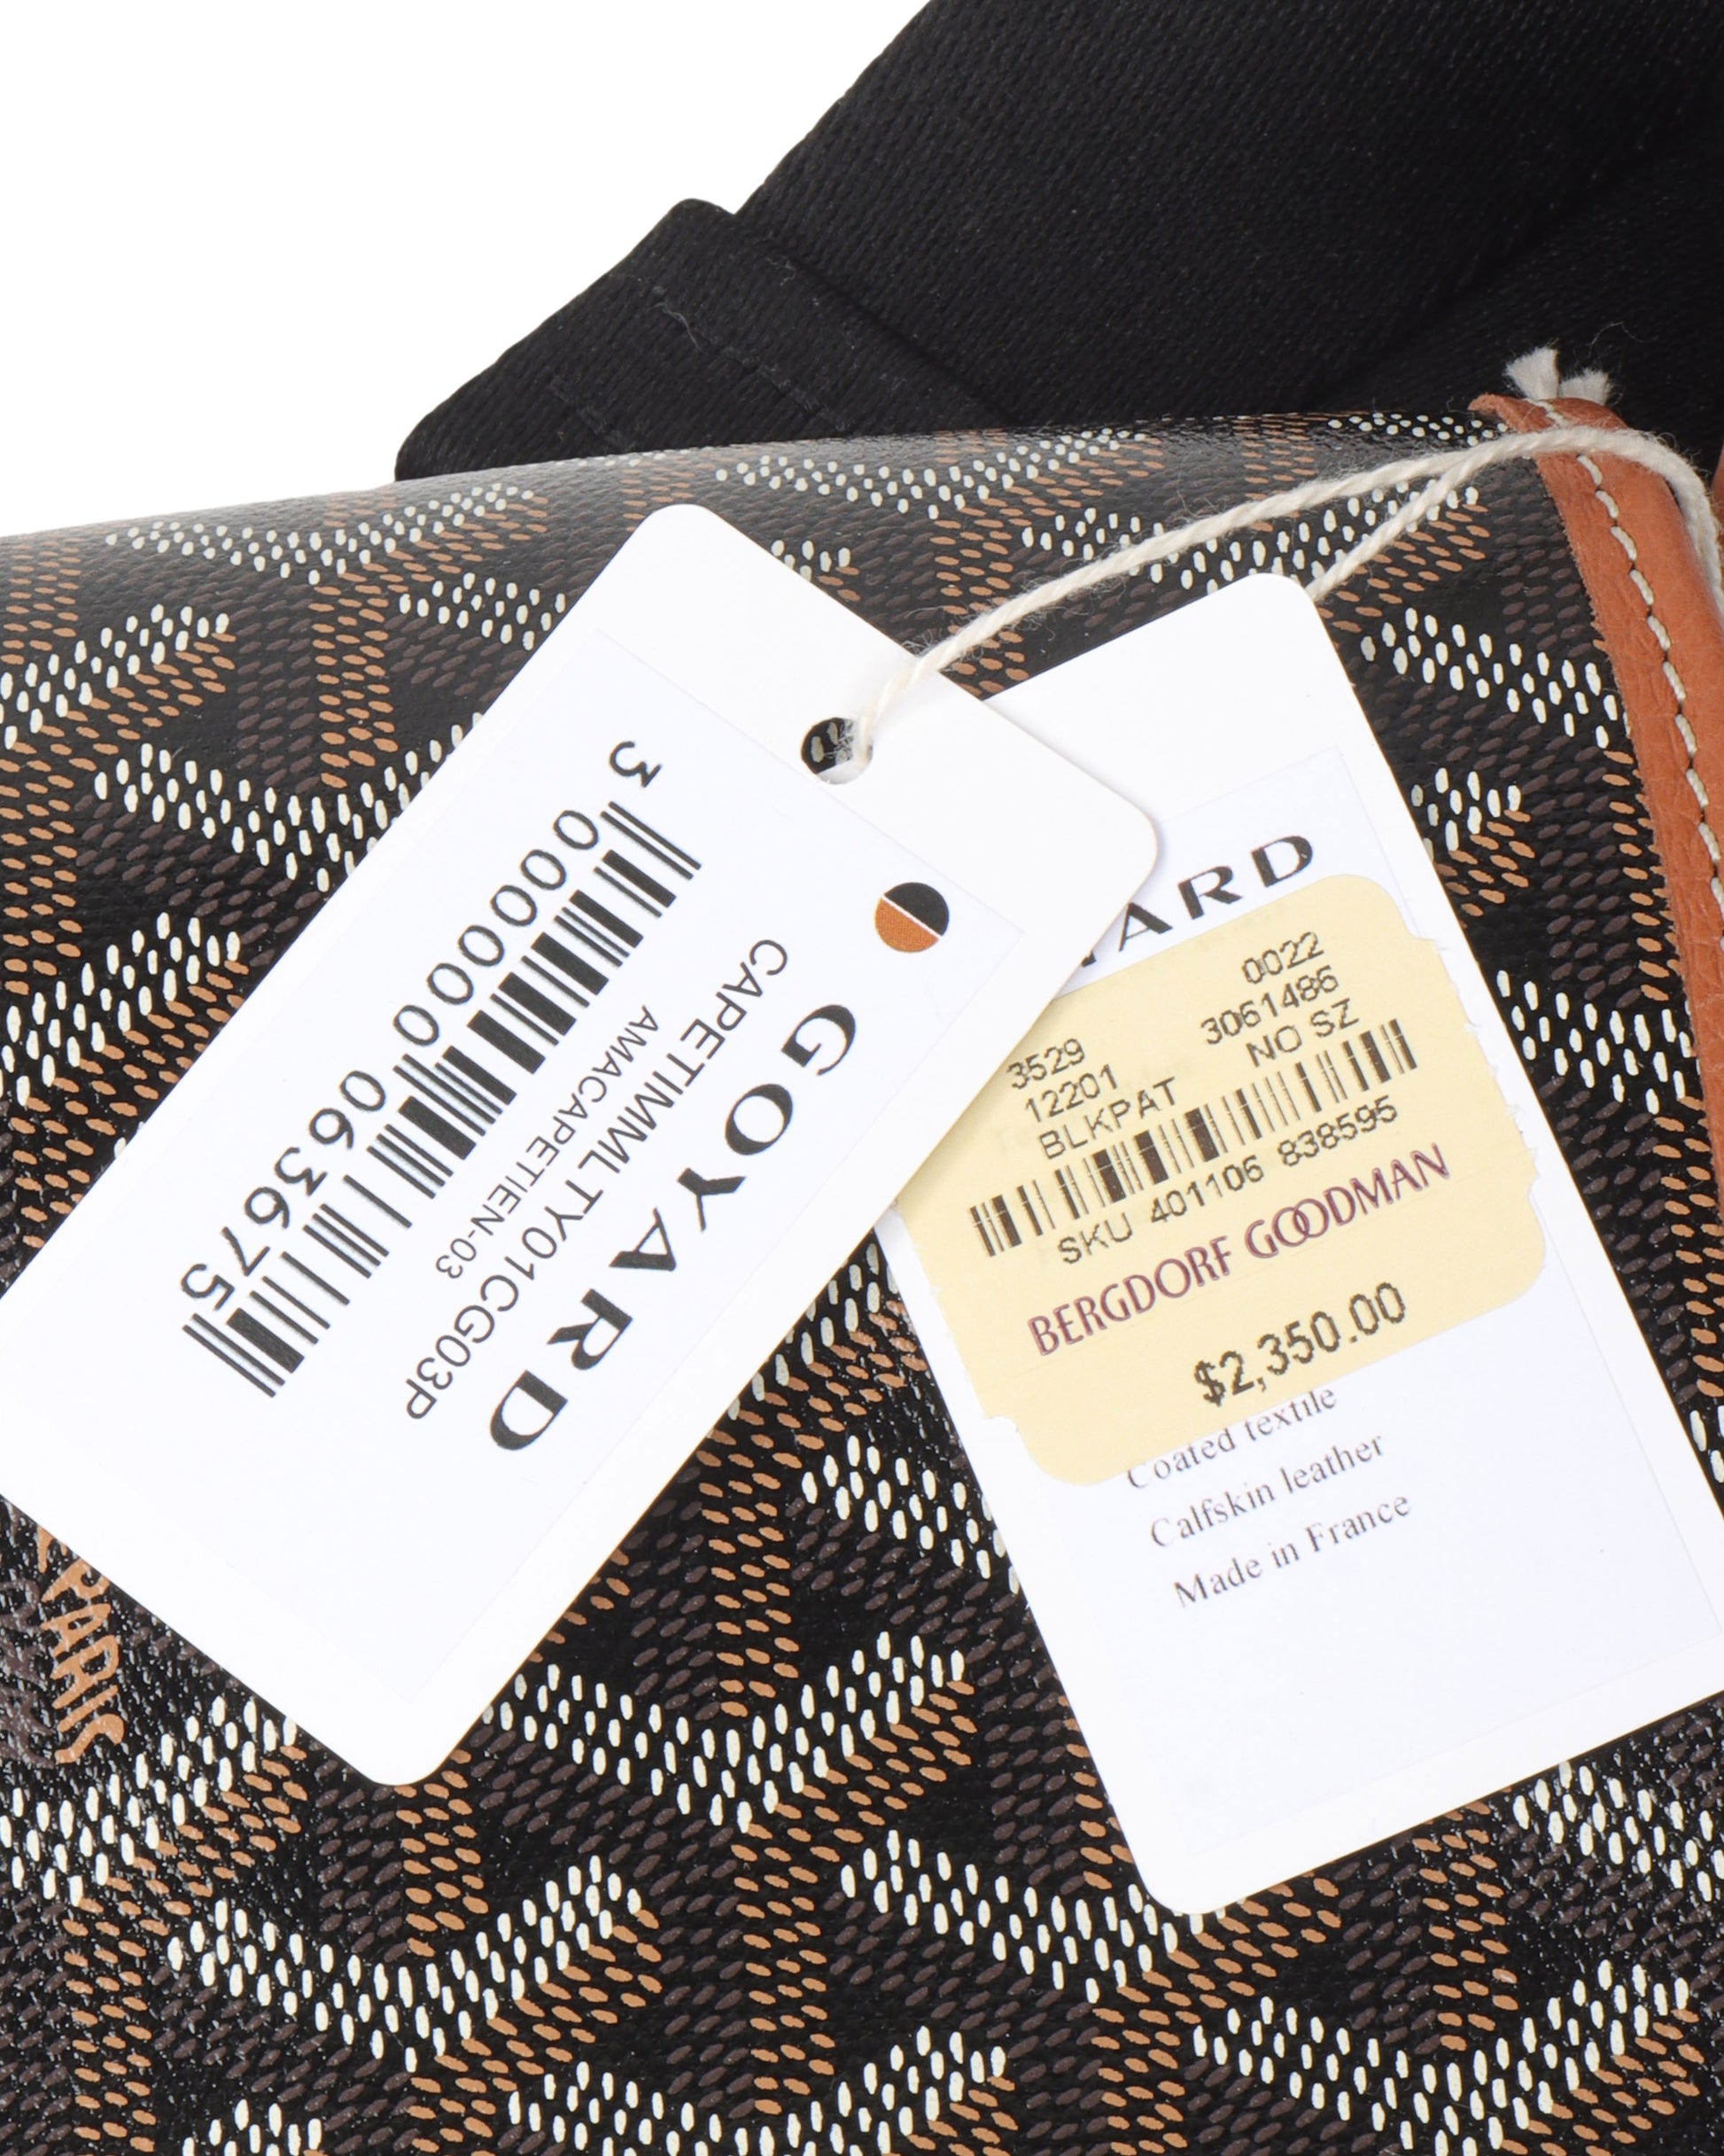 GOYARD
CAPETIMMLTY01CG03P
AMACAPETIEN-03
3 000000 063675
ARD
0022
3529 3061486
12201 NO SZ
BLKPAT
SKU 401106 838595
BERGDORF GOODMAN
$2,350.00
Coated textile
Calfskin leather
Made in France
PARIS